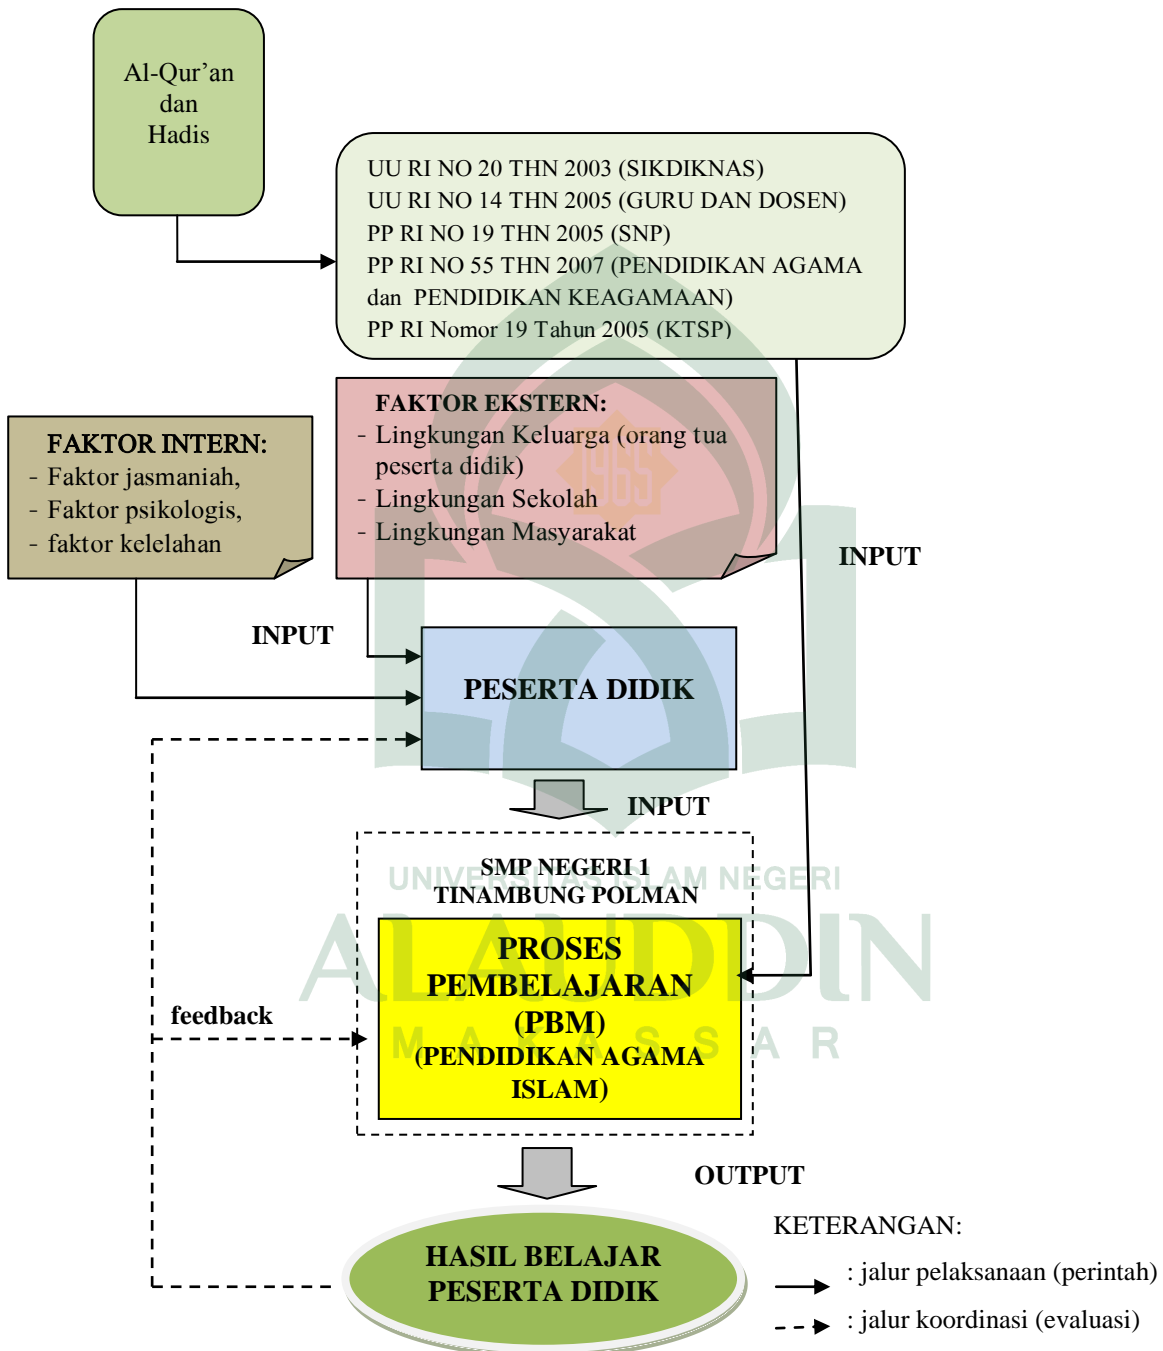 Al-Qur'an
dan
Hadis
UU RI NO 20 THN 2003 (SIKDIKNAS)
UU RI NO 14 THN 2005 (GURU DAN DOSEN)
PP RI NO 19 THN 2005 (SNP)
PP RI NO 55 THN 2007 (PENDIDIKAN AGAMA
dan PENDIDIKAN KEAGAMAAN)
PP RI Nomor 19 Tahun 2005 (KTSP)
FAKTOR INTERN:
- Faktor jasmaniah,
- Faktor psikologis,
- faktor kelelahan
FAKTOR EKSTERN:
- Lingkungan Keluarga (orang tua
peserta didik)
- Lingkungan Sekolah
- Lingkungan Masyarakat
1965
INPUT
INPUT
PESERTA DIDIK
INPUT
SMP NEGERI 1
TINAMBUNG POLMAN
UNIVERSITAS ISLAM NEGERI
ALAUDDIN
MAKASSAR
PROSES
PEMBELAJARAN
(PBM)
(PENDIDIKAN AGAMA
ISLAM)
feedback
OUTPUT
HASIL BELAJAR
PESERTA DIDIK
KETERANGAN:
: jalur pelaksanaan (perintah)
: jalur koordinasi (evaluasi)